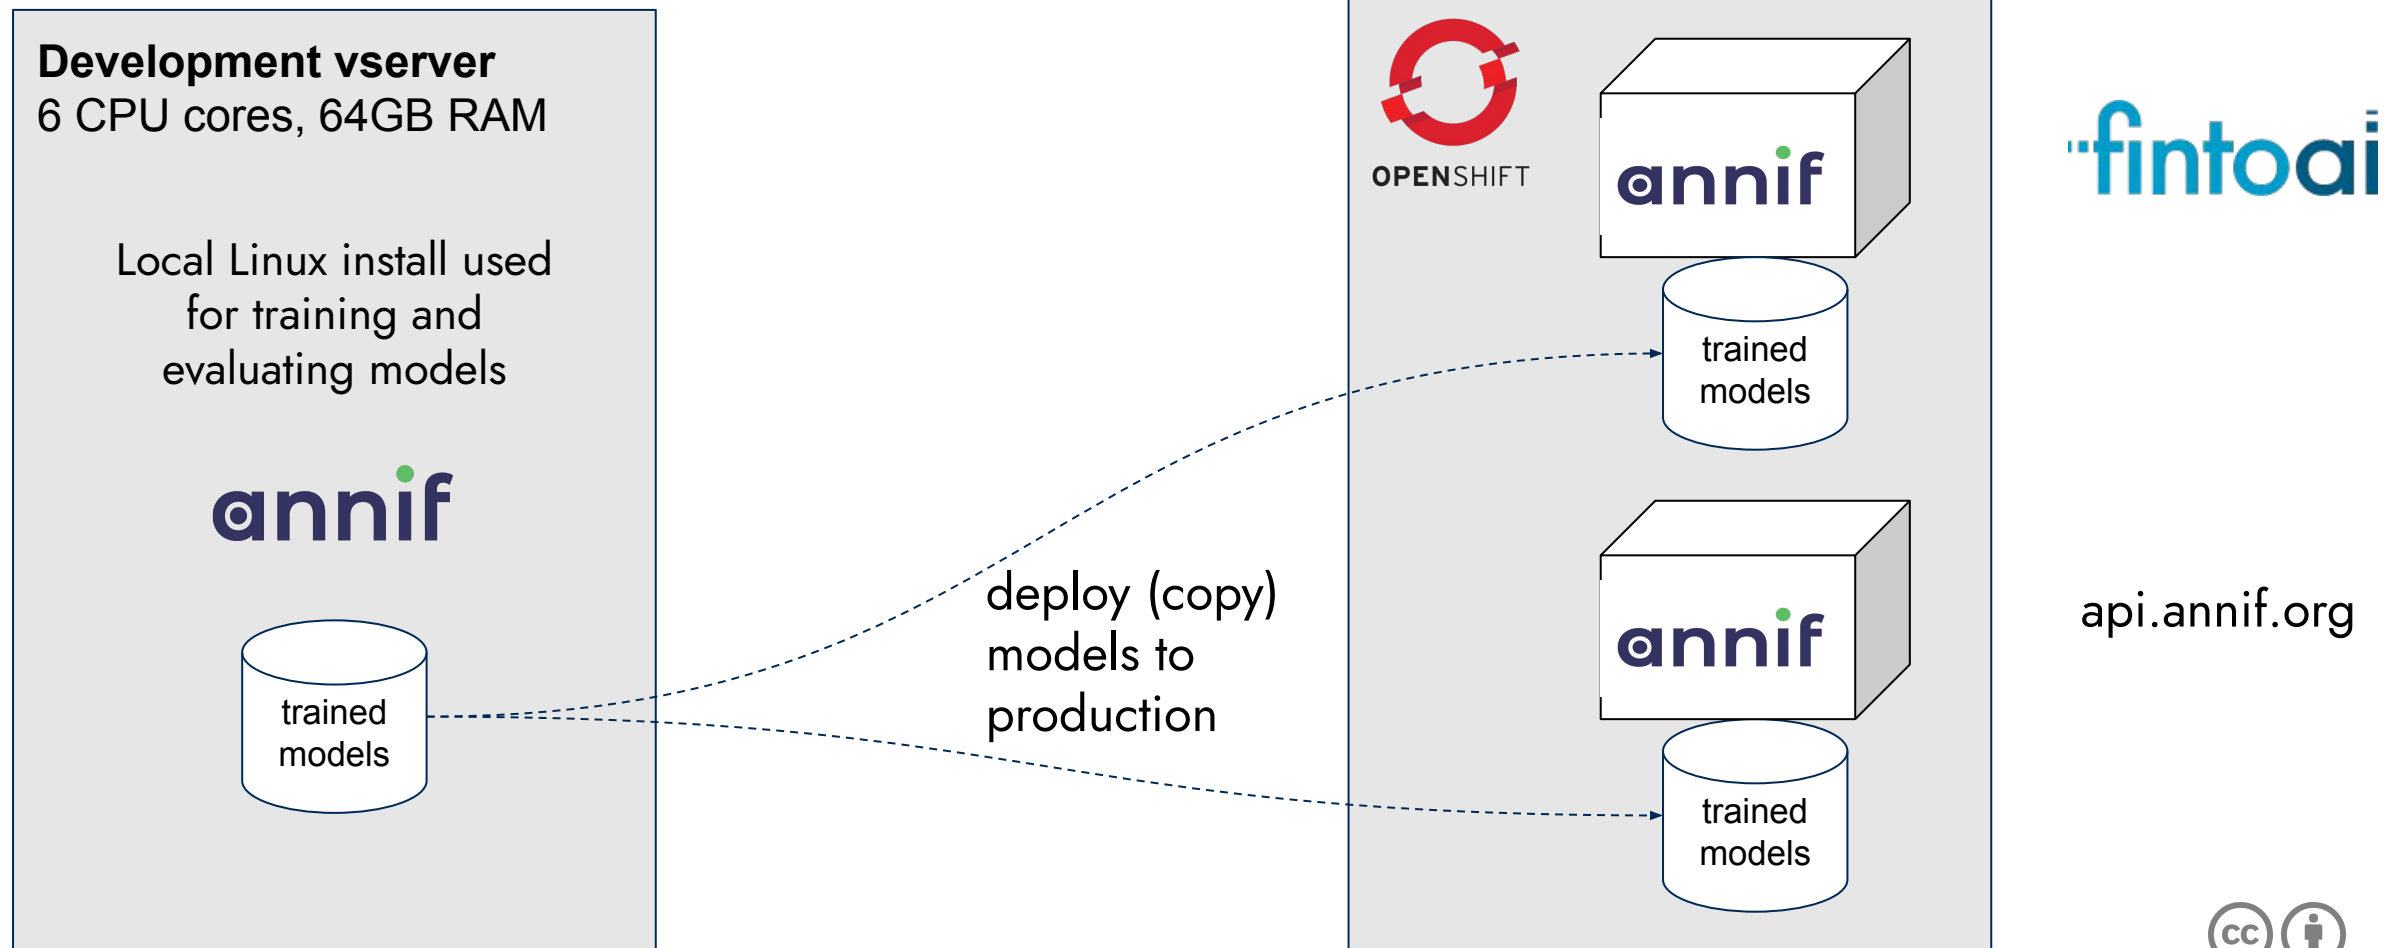 Development vserver
6 CPU cores, 64GB RAM
Local Linux install used
for training and
evaluating models
annif
trained
models
deploy (copy)
models to
production
OPENSHIFT
annif
trained
models
annif
trained
models
fintoai
api.annif.org
cc